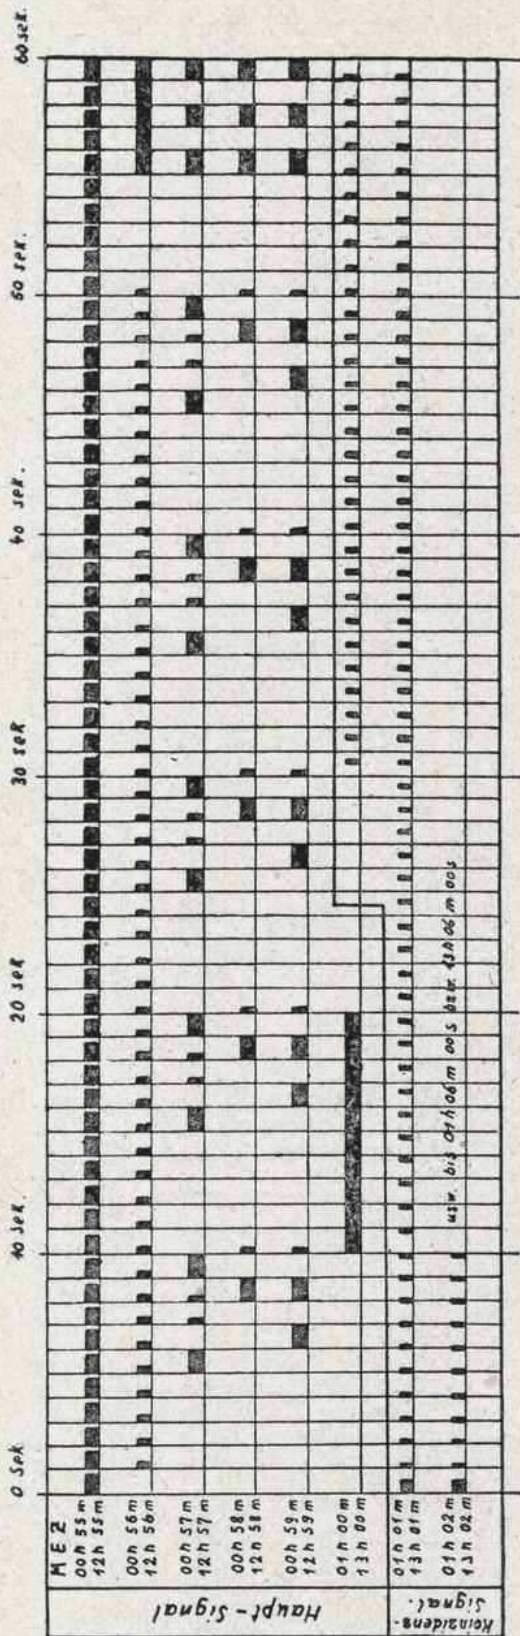 0 Sek
10 Sek.
20 Sek
30 Sek
40 Sek.
50 Sek.
60 Sek.
Haupt-Signal
MEZ
00h 55m
12h 55m
00h 56m
12h 56m
00h 57m
12h 57m
00h 58m
12h 58m
00h 59m
12h 59m
01h 00m
13h 00m
Koinzidenz-
Signal.
01h 01m
13h 01m
01h 02m
13h 02m
usw. bis 01h 06m 00s bzw. 13h 06m 00s